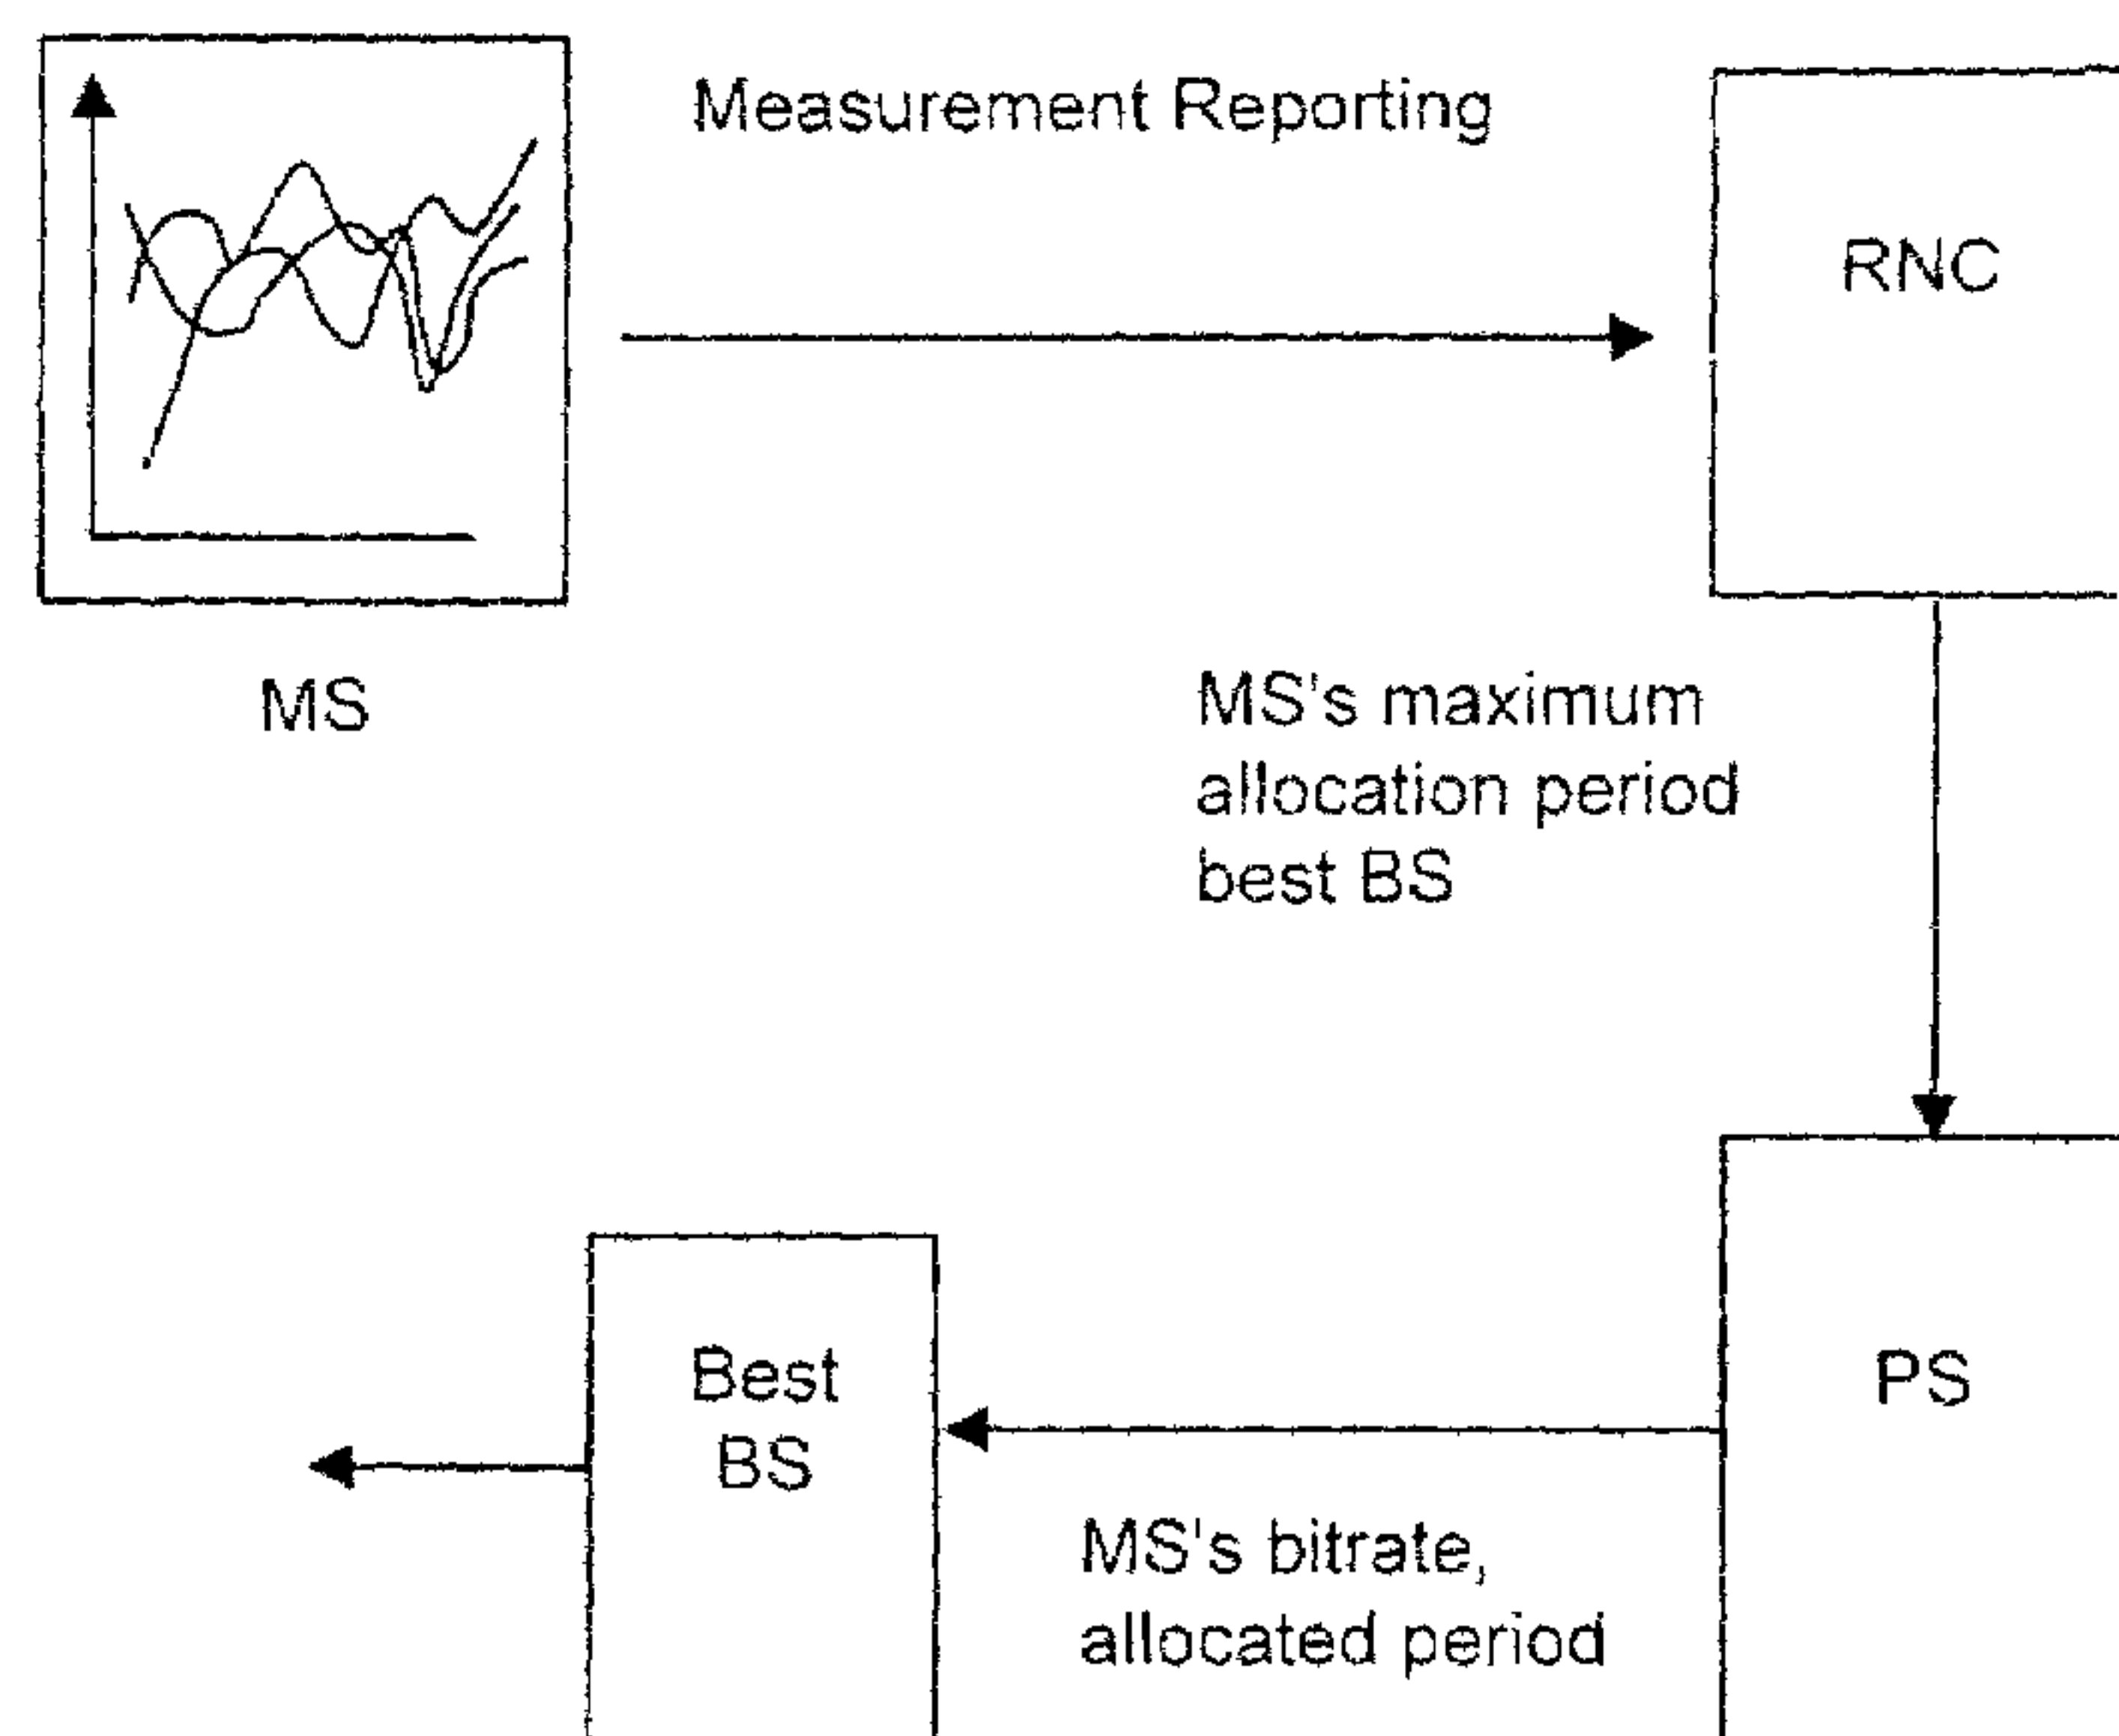 Measurement Reporting
RNC
MS
MS's maximum
allocation period
best BS
Best
BS
PS
MS's bitrate,
allocated period